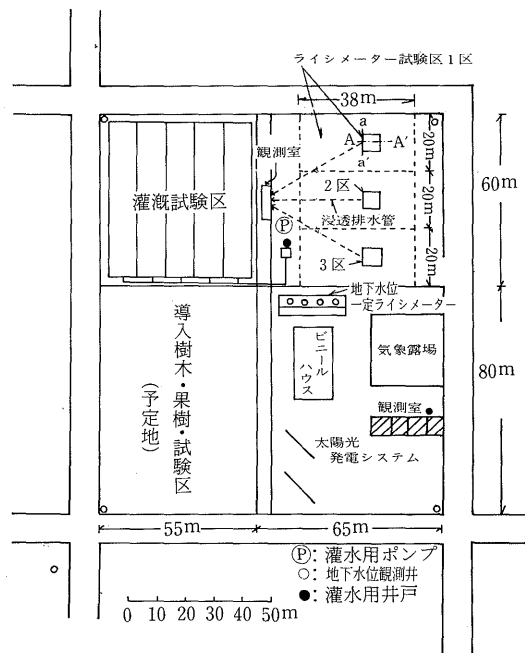 ライシメーター試験区1区
38m
a
A
A′
a′
20m
20m
20m
60m
観測室
灌漑試験区
2区
浸透排水管
Ⓟ
3区
地下水位
一定ライシメーター
導入樹木・果樹・試験区
(予定地)
ビニール
ハウス
気象露場
80m
観測室
太陽光
発電システム
55m
65m
Ⓟ:灌水用ポンプ
○:地下水位観測井
●:灌水用井戸
0 10 20 30 40 50m